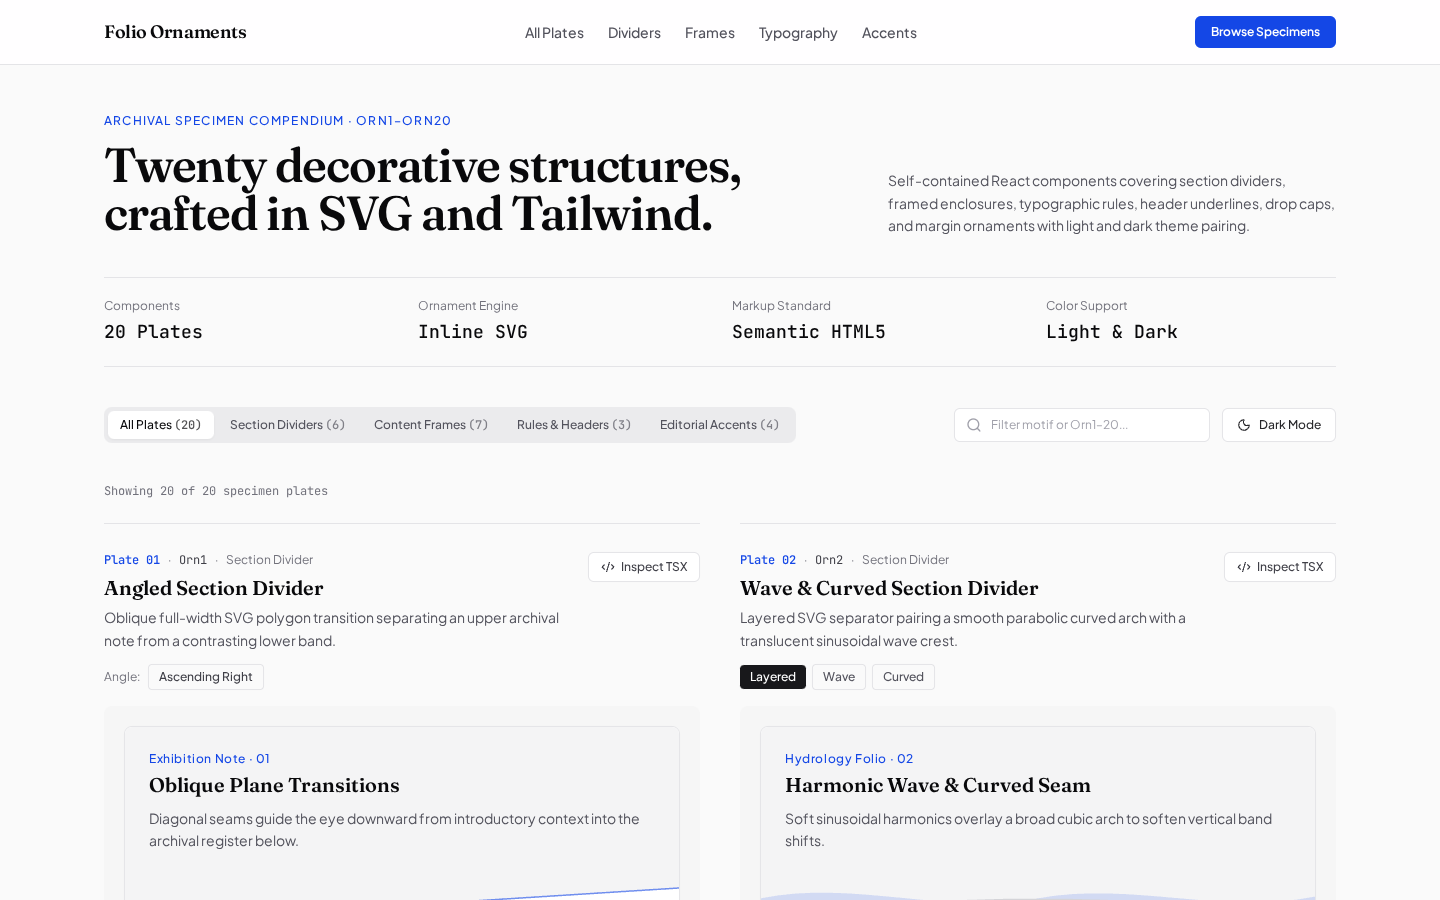 Folio Ornaments
All Plates Dividers Frames Typography Accents
Browse Specimens
ARCHIVAL SPECIMEN COMPENDIUM · ORN1–ORN20
Twenty decorative structures,
crafted in SVG and Tailwind.
Self-contained React components covering section dividers,
framed enclosures, typographic rules, header underlines, drop caps,
and margin ornaments with light and dark theme pairing.
Components
20 Plates
Ornament Engine
Inline SVG
Markup Standard
Semantic HTML5
Color Support
Light & Dark
All Plates (20) Section Dividers (6) Content Frames (7) Rules & Headers (3) Editorial Accents (4)
Filter motif or Orn1–20...
Dark Mode
Showing 20 of 20 specimen plates
Plate 01 · Orn1 · Section Divider
Inspect TSX
Angled Section Divider
Oblique full-width SVG polygon transition separating an upper archival
note from a contrasting lower band.
Angle: Ascending Right
Exhibition Note · 01
Oblique Plane Transitions
Diagonal seams guide the eye downward from introductory context into the
archival register below.
Plate 02 · Orn2 · Section Divider
Inspect TSX
Wave & Curved Section Divider
Layered SVG separator pairing a smooth parabolic curved arch with a
translucent sinusoidal wave crest.
Layered Wave Curved
Hydrology Folio · 02
Harmonic Wave & Curved Seam
Soft sinusoidal harmonics overlay a broad cubic arch to soften vertical band
shifts.